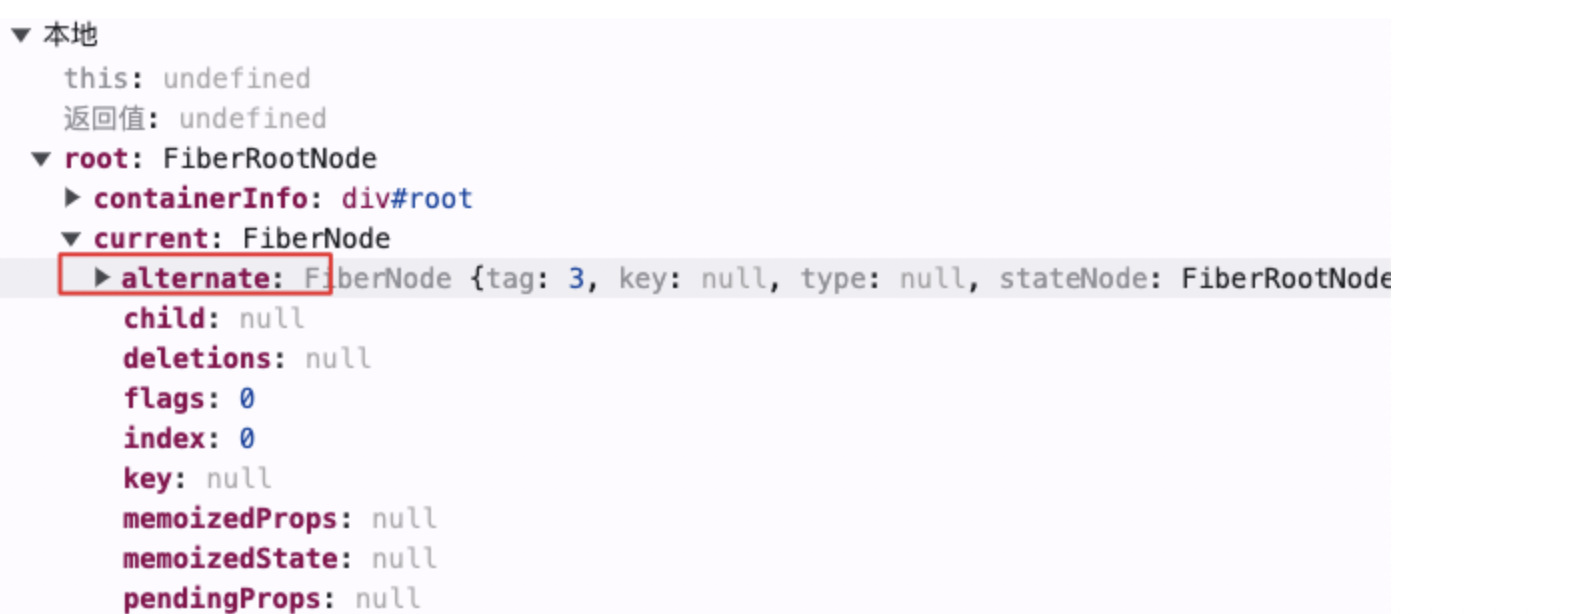 ▼ 本地
this: undefined
返回值: undefined
▼ root: FiberRootNode
▶ containerInfo: div#root
▼ current: FiberNode
▶ alternate: FiberNode {tag: 3, key: null, type: null, stateNode: FiberRootNode
child: null
deletions: null
flags: 0
index: 0
key: null
memoizedProps: null
memoizedState: null
pendingProps: null